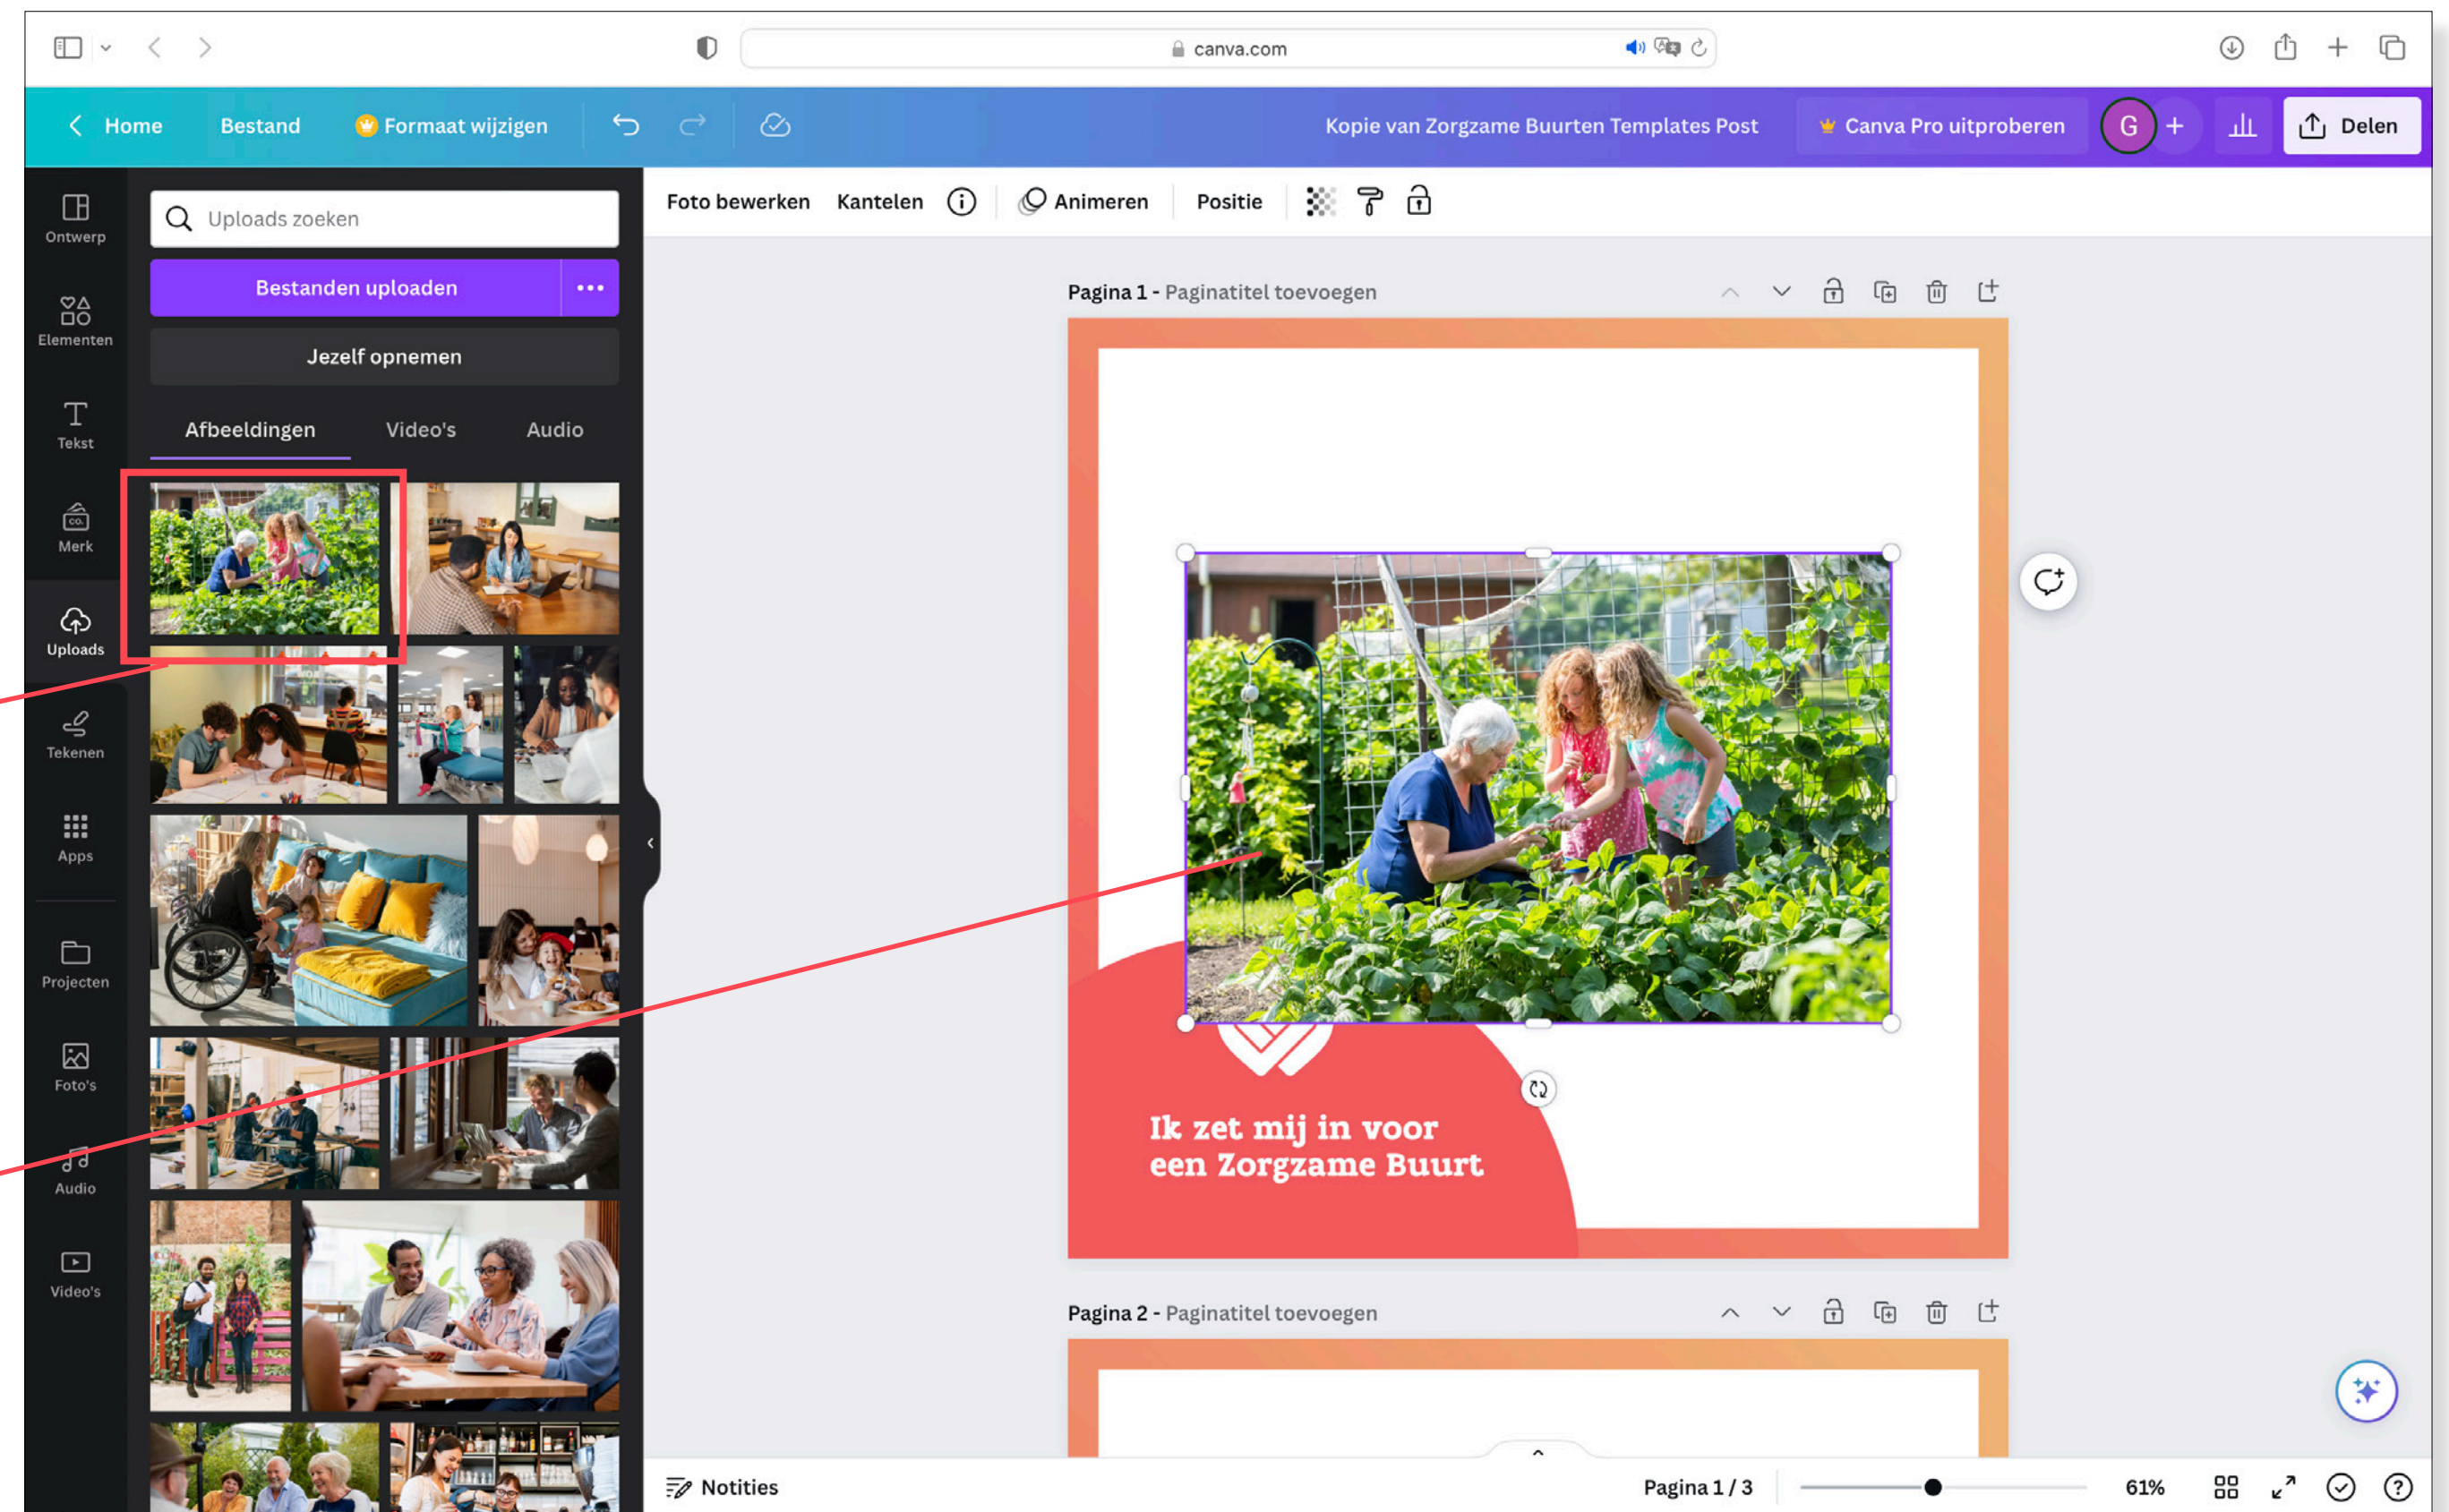 canva.com
Home
Bestand
Formaat wijzigen
Kopie van Zorgzame Buurten Templates Post
Canva Pro uitproberen
G
Delen
Ontwerp
Elementen
Tekst
CO.
Merk
Uploads
Tekenen
Apps
Projecten
Foto's
Audio
Video's
Uploads zoeken
Bestanden uploaden
Jezelf opnemen
Afbeeldingen
Video's
Audio
Foto bewerken
Kantelen
Animeren
Positie
Pagina 1 - Paginatitel toevoegen
Ik zet mij in voor
een Zorgzame Buurt
Pagina 2 - Paginatitel toevoegen
Notities
Pagina 1 / 3
61%